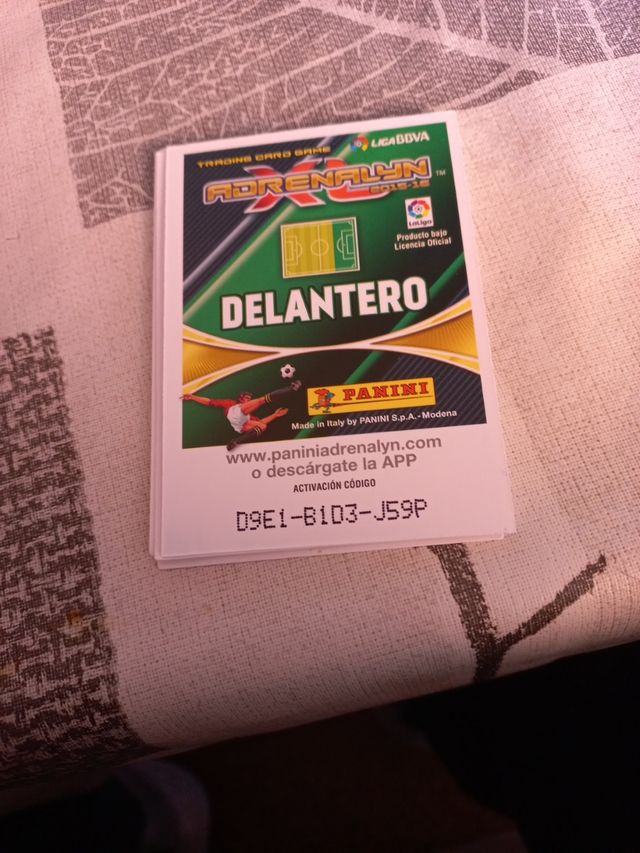 TRADING CARD GAME
LIGA BBVA
ADRENALYN XL ™
2015-16
LaLiga
Producto bajo
Licencia Oficial
DELANTERO
PANINI
Made in Italy by PANINI S.p.A. - Modena
www.paniniadrenalyn.com
o descárgate la APP
ACTIVACIÓN CÓDIGO
D9E1-B1D3-J59P